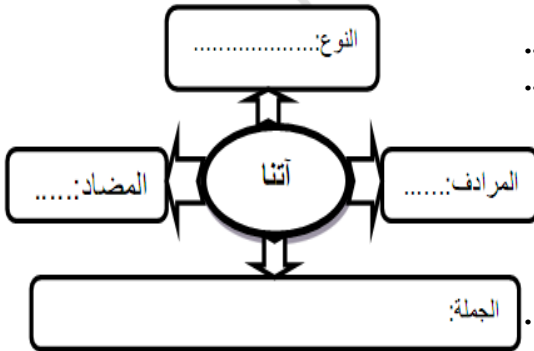 النوع:...................
..
..
آتنا
المرادف:.......
المضاد:......
الجملة:
.